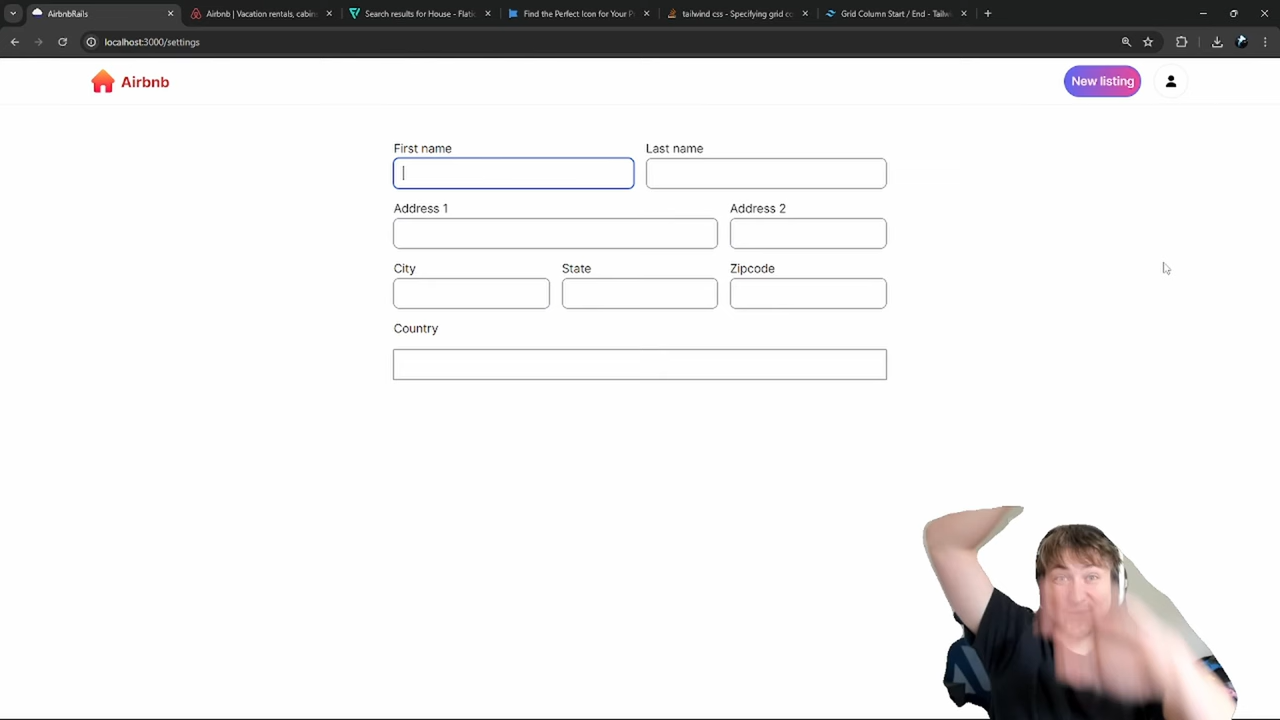 AirbnbRails
Airbnb | Vacation rentals, cabin
Search results for House - Flati
Find the Perfect Icon for Your P
tailwind css - Specifying grid co
Grid Column Start / End - Tailw
localhost:3000/settings
Airbnb
New listing
First name
Last name
Address 1
Address 2
City
State
Zipcode
Country